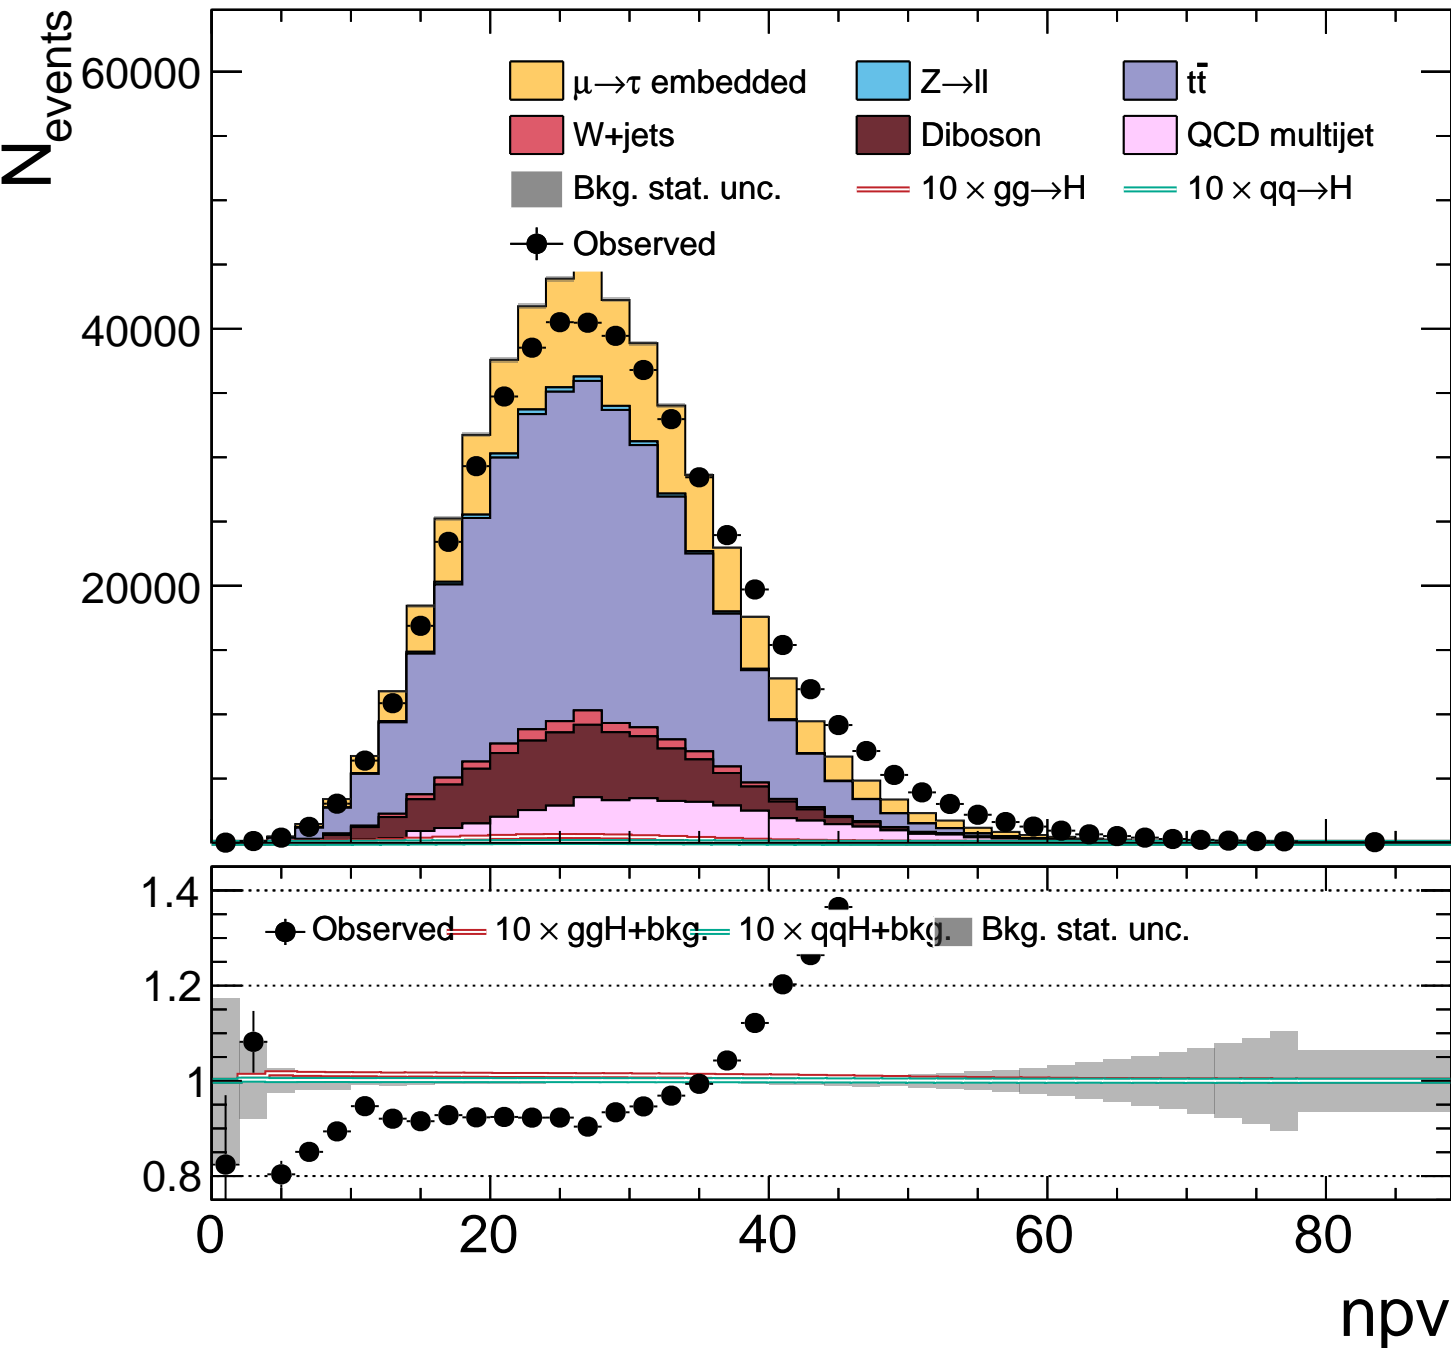 N_events
60000
40000
20000
μ→τ embedded Z→ll tt̄
W+jets Diboson QCD multijet
Bkg. stat. unc. 10 × gg→H 10 × qq→H
Observed
1.4
1.2
1
0.8
Observed 10 × ggH+bkg. 10 × qqH+bkg. Bkg. stat. unc.
0 20 40 60 80
npv